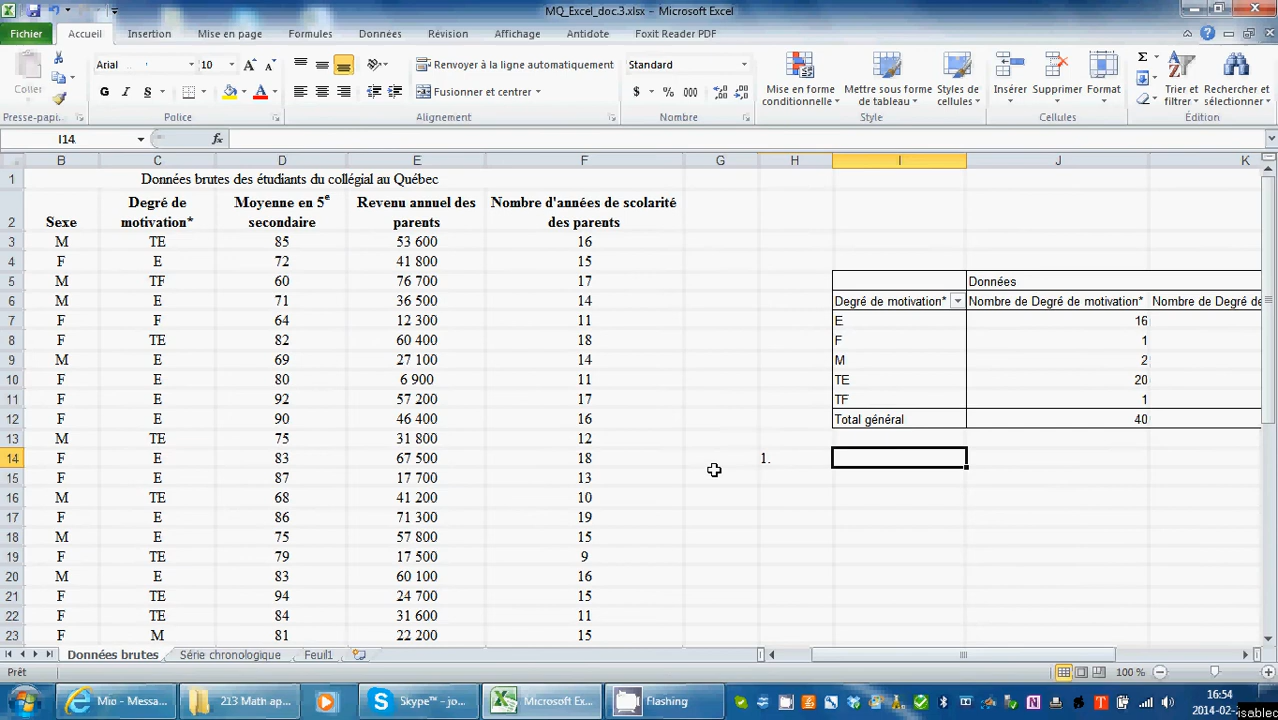 MQ_Excel_doc.3.xlsx – Microsoft Excel
Fichier Accueil Insertion Mise en page Formules Données Révision Affichage Antidote Foxit Reader PDF
Coller Arial 10 Renvoyer à la ligne automatiquement Standard
G I S Fusionner et centrer $ % 000
Mise en forme conditionnelle Mettre sous forme de tableau Styles de cellules Insérer Supprimer Format Trier et filtrer Rechercher et sélectionner
Presse-papi... Police Alignement Nombre Style Cellules Édition
I14 fx
B C D E F G H I J K
1 Données brutes des étudiants du collégial au Québec
2 Sexe Degré de motivation* Moyenne en 5e secondaire Revenu annuel des parents Nombre d'années de scolarité des parents
3 M TE 85 53 600 16
4 F E 72 41 800 15
5 M TF 60 76 700 17 Données
6 M E 71 36 500 14 Degré de motivation* Nombre de Degré de motivation* Nombre de Degré de
7 F F 64 12 300 11 E 16
8 F TE 82 60 400 18 F 1
9 M E 69 27 100 14 M 2
10 F E 80 6 900 11 TE 20
11 F E 92 57 200 17 TF 1
12 F E 90 46 400 16 Total général 40
13 M TE 75 31 800 12
14 F E 83 67 500 18 1.
15 F E 87 17 700 13
16 M TE 68 41 200 10
17 F E 86 71 300 19
18 M E 75 57 800 15
19 F TE 79 17 500 9
20 M E 83 60 100 16
21 F TE 94 24 700 15
22 F TE 84 31 600 11
23 F M 81 22 200 15
Données brutes Série chronologique Feuil1
Prêt 100 %
Mio - Messa... 213 Math ap... Skype™ - jo... Microsoft Exc... Flashing 16:54
2014-02-2
isablec